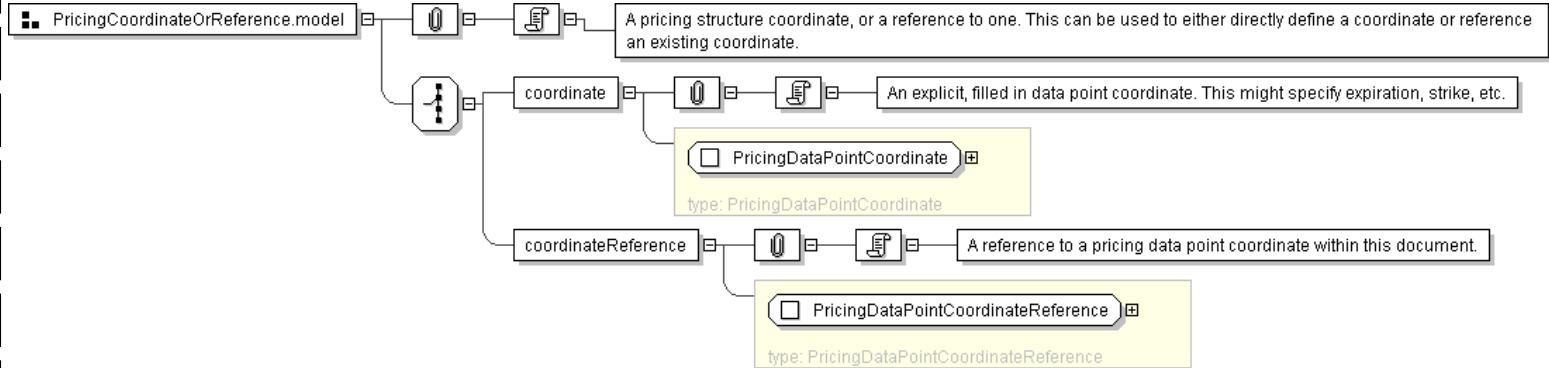 PricingCoordinateOrReference.model
A pricing structure coordinate, or a reference to one. This can be used to either directly define a coordinate or reference
an existing coordinate.
coordinate
An explicit, filled in data point coordinate. This might specify expiration, strike, etc.
PricingDataPointCoordinate
type: PricingDataPointCoordinate
coordinateReference
A reference to a pricing data point coordinate within this document.
PricingDataPointCoordinateReference
type: PricingDataPointCoordinateReference